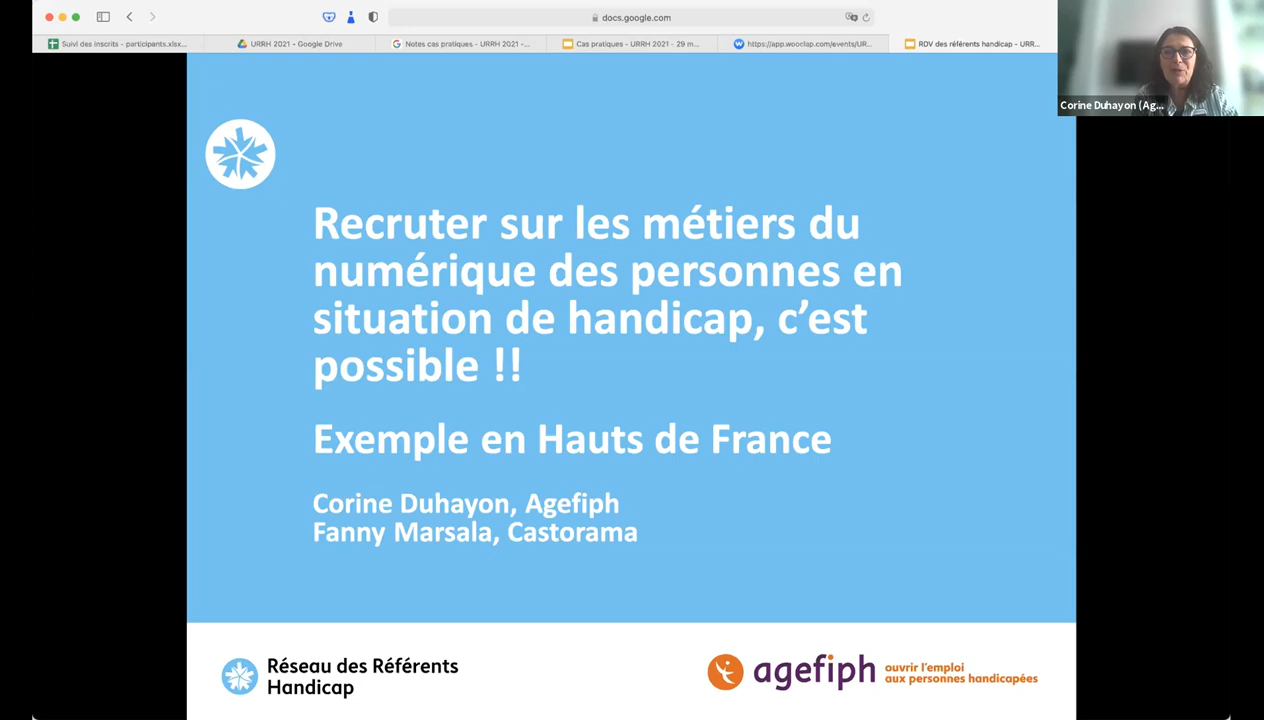 docs.google.com
Suivi des inscrits - participants.xlsx...
URRH 2021 - Google Drive
Notes cas pratiques - URRH 2021 -...
Cas pratiques - URRH 2021 - 29 m...
https://app.wooclap.com/events/UR...
RDV des référents handicap - URR...
Corine Duhayon (Ag...
Recruter sur les métiers du
numérique des personnes en
situation de handicap, c’est
possible !!
Exemple en Hauts de France
Corine Duhayon, Agefiph
Fanny Marsala, Castorama
Réseau des Référents
Handicap
agefiph
ouvrir l’emploi
aux personnes handicapées